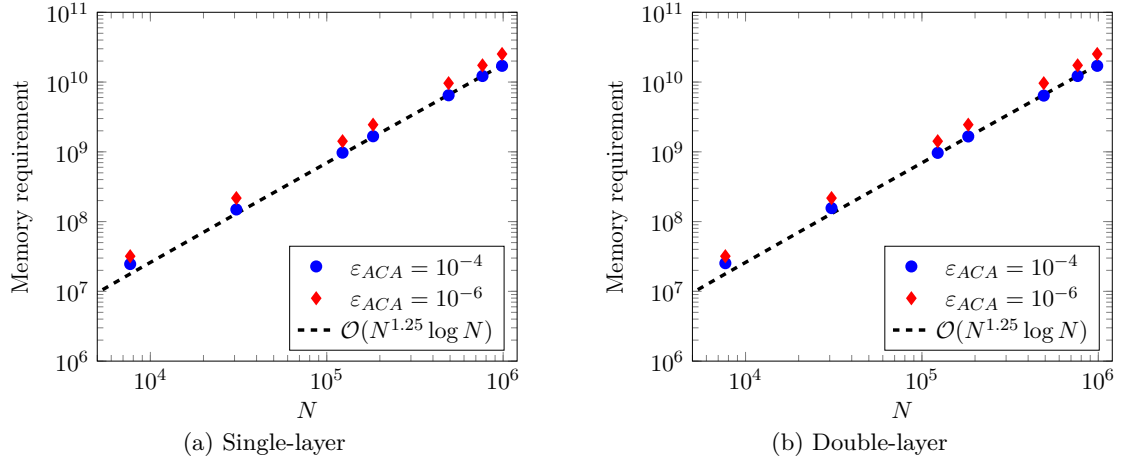 10^11
10^10
10^9
10^8
10^7
10^6
Memory requirement
ε_ACA = 10^−4
ε_ACA = 10^−6
O(N^1.25 log N)
10^4 10^5 10^6
N
(a) Single-layer
10^11
10^10
10^9
10^8
10^7
10^6
Memory requirement
ε_ACA = 10^−4
ε_ACA = 10^−6
O(N^1.25 log N)
10^4 10^5 10^6
N
(b) Double-layer